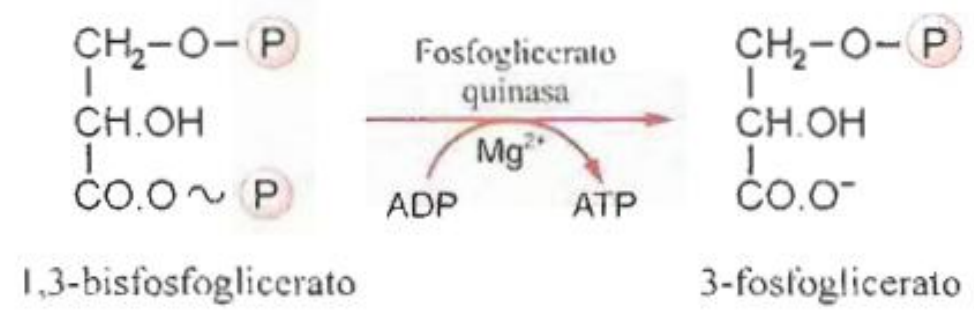 CH₂–O–P
CH.OH
CO.O ~ P
1,3-bisfosfoglicerato
Fosfoglicerato
quinasa
Mg²⁺
ADP ATP
CH₂–O–P
CH.OH
CO.O⁻
3-fosfoglicerato